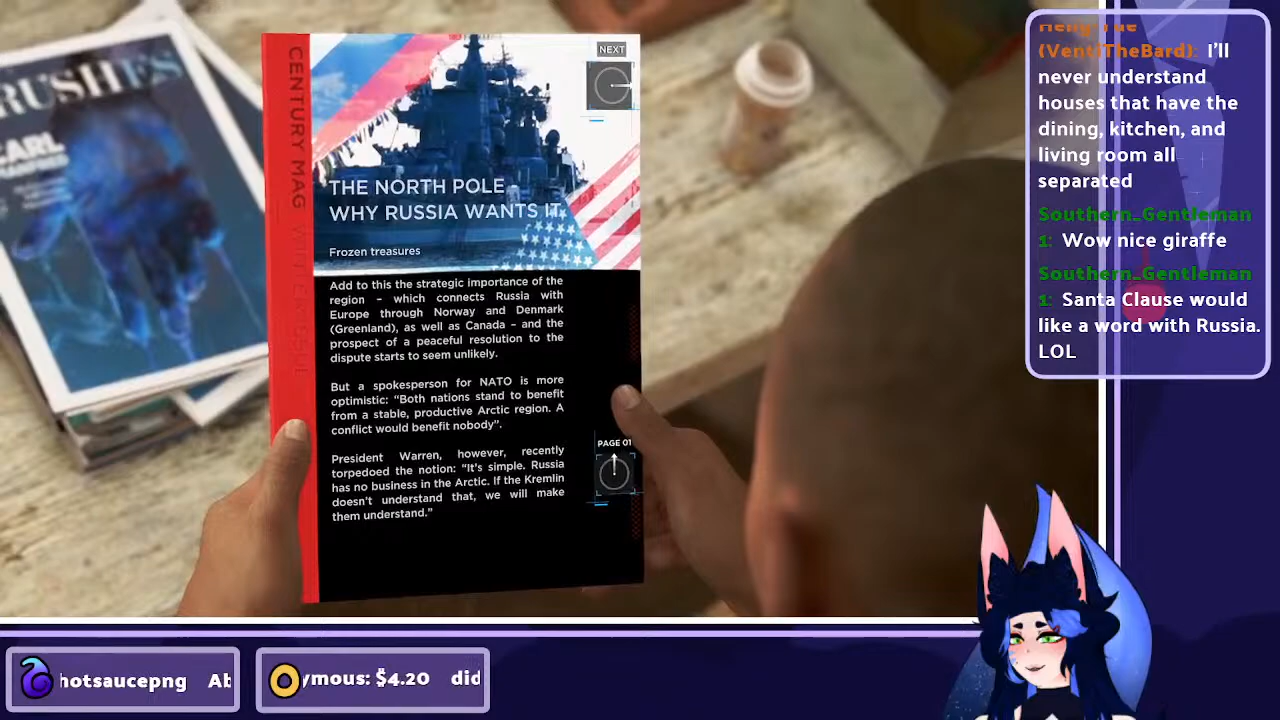 RUSHES
CARL
CENTURY MAG
NEXT
THE NORTH POLE -
WHY RUSSIA WANTS IT
Frozen treasures
Add to this the strategic importance of the
region – which connects Russia with
Europe through Norway and Denmark
(Greenland), as well as Canada – and the
prospect of a peaceful resolution to the
dispute starts to seem unlikely.
But a spokesperson for NATO is more
optimistic: “Both nations stand to benefit
from a stable, productive Arctic region. A
conflict would benefit nobody”.
President Warren, however, recently
torpedoed the notion: “It’s simple. Russia
has no business in the Arctic. If the Kremlin
doesn’t understand that, we will make
them understand.”
PAGE 01
(VentiTheBard): I’ll
never understand
houses that have the
dining, kitchen, and
living room all
separated
Southern_Gentleman
1: Wow nice giraffe
Southern_Gentleman
1: Santa Clause would
like a word with Russia.
LOL
hotsaucepng Ab
ymous: $4.20 did